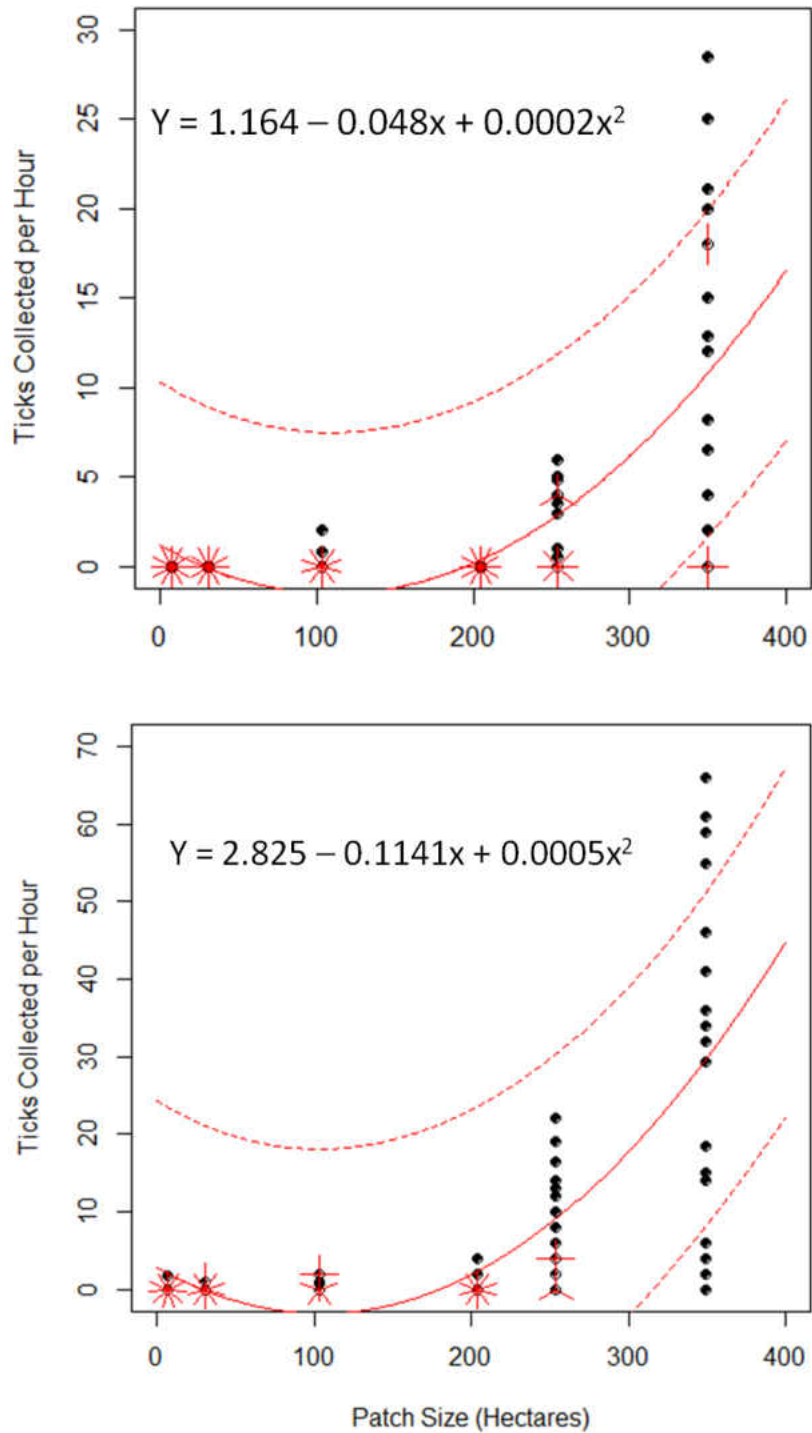 30
25
20
15
10
5
0
Ticks Collected per Hour
Y = 1.164 – 0.048x + 0.0002x²
0 100 200 300 400
70
60
50
40
30
20
10
0
Ticks Collected per Hour
Y = 2.825 – 0.1141x + 0.0005x²
0 100 200 300 400
Patch Size (Hectares)